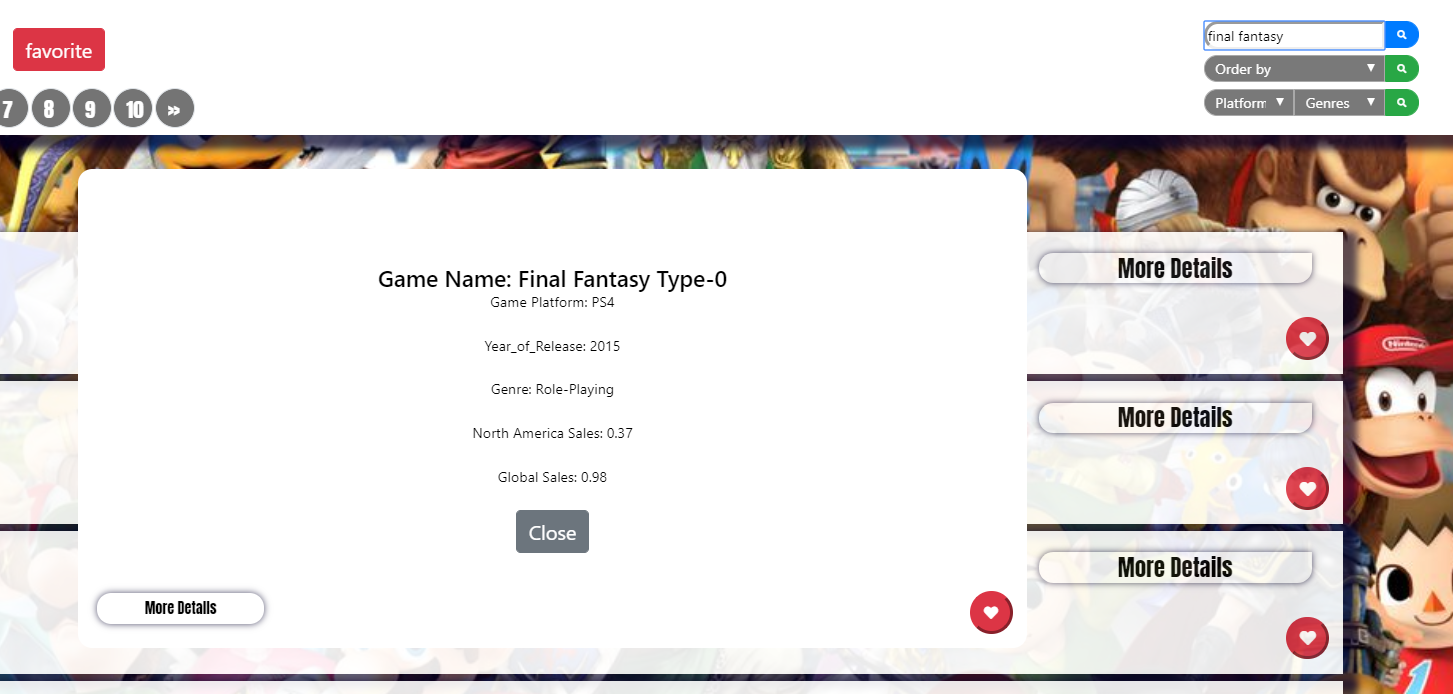 favorite
final fantasy
Order by
7 8 9 10 »
Platform Genres
Game Name: Final Fantasy Type-0
Game Platform: PS4
Year_of_Release: 2015
Genre: Role-Playing
North America Sales: 0.37
Global Sales: 0.98
Close
More Details
More Details
Nintendo
More Details
More Details